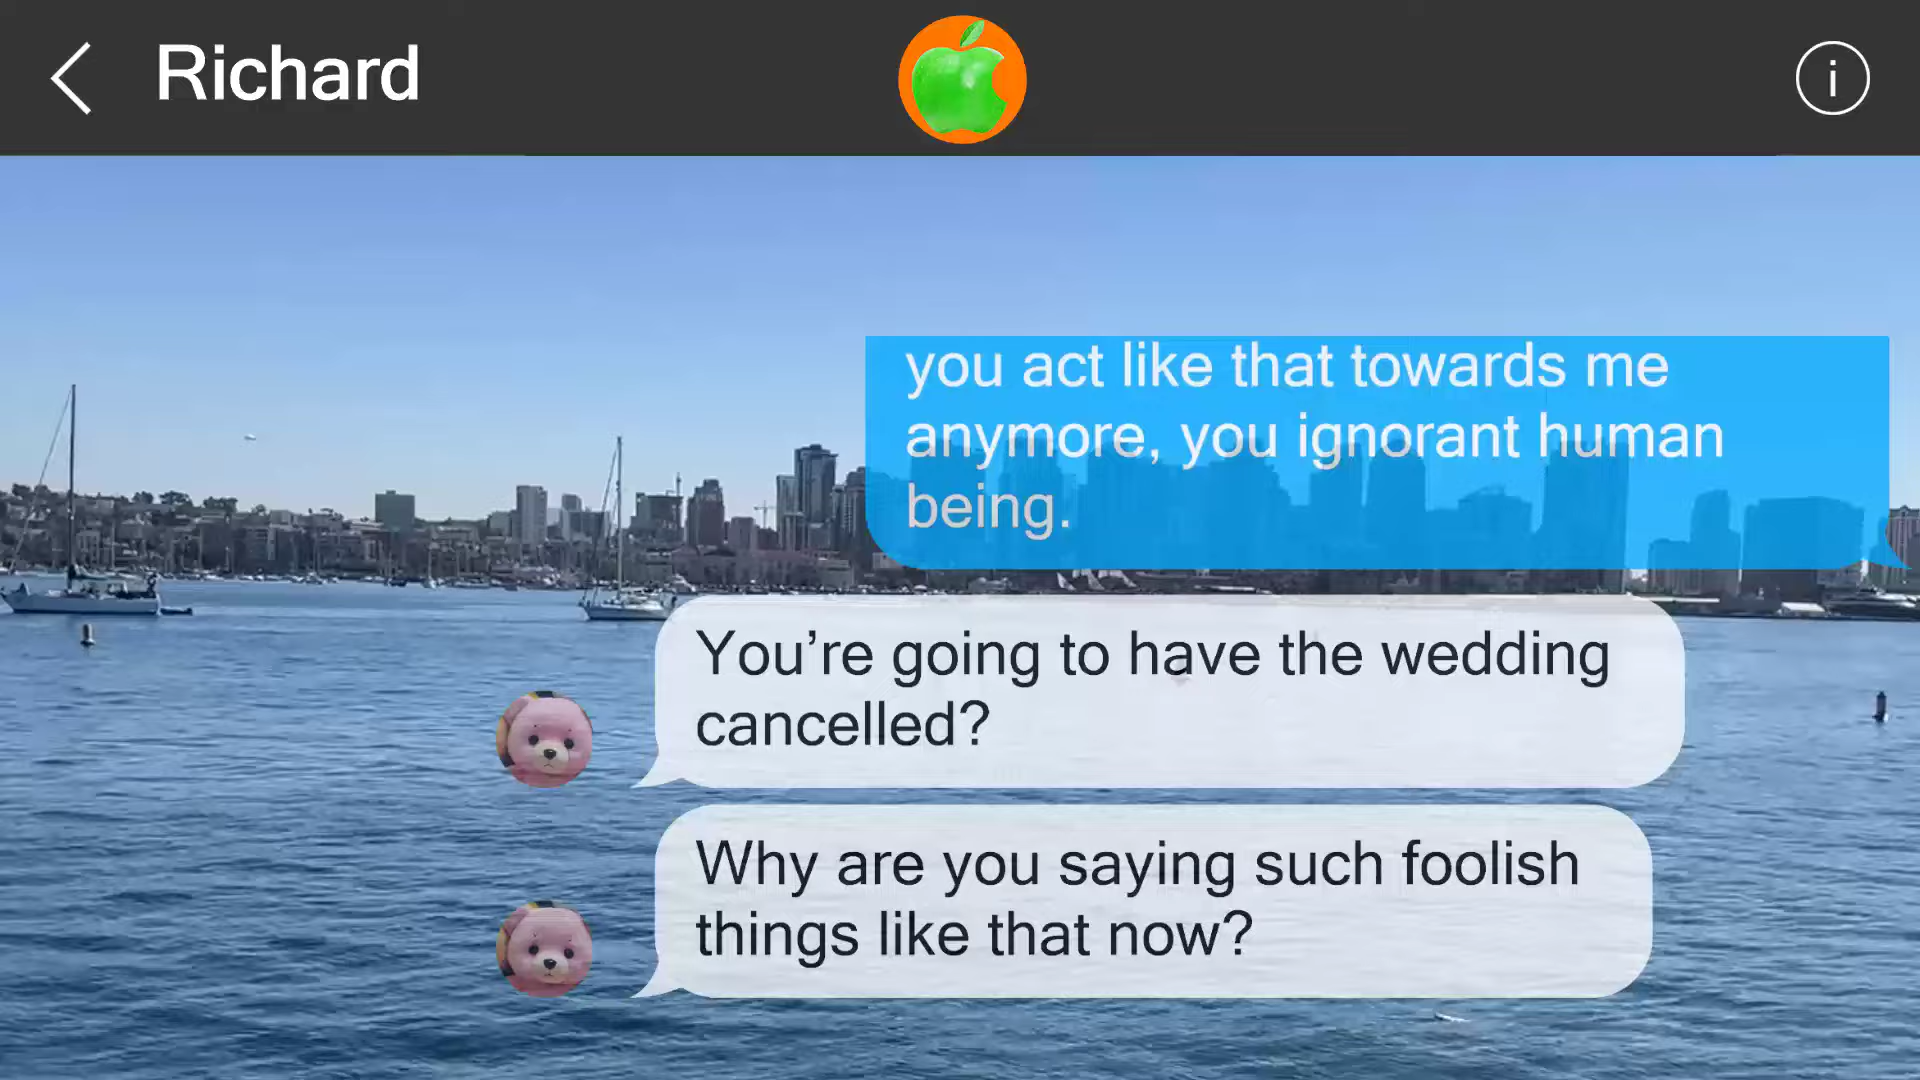 Richard
i
you act like that towards me
anymore, you ignorant human
being.
You’re going to have the wedding
cancelled?
Why are you saying such foolish
things like that now?